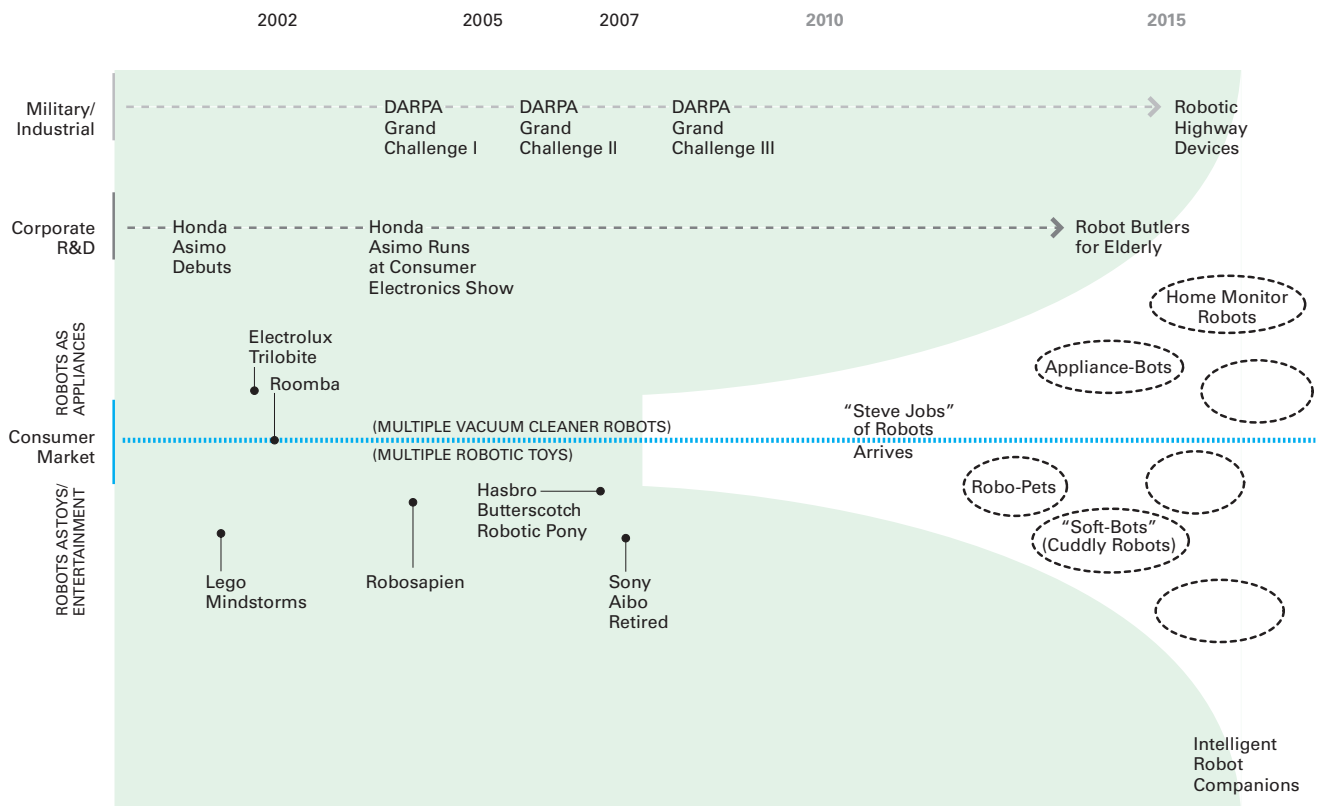 2002 2005 2007 2010 2015
Military/
Industrial
DARPA
Grand
Challenge I
DARPA
Grand
Challenge II
DARPA
Grand
Challenge III
Robotic
Highway
Devices
Corporate
R&D
Honda
Asimo
Debuts
Honda
Asimo Runs
at Consumer
Electronics Show
Robot Butlers
for Elderly
Home Monitor
Robots
ROBOTS AS
APPLIANCES
Electrolux
Trilobite
Roomba
Appliance-Bots
Consumer
Market
(MULTIPLE VACUUM CLEANER ROBOTS)
(MULTIPLE ROBOTIC TOYS)
“Steve Jobs”
of Robots
Arrives
ROBOTS AS TOYS/
ENTERTAINMENT
Hasbro
Butterscotch
Robotic Pony
Robo-Pets
“Soft-Bots”
(Cuddly Robots)
Lego
Mindstorms
Robosapien
Sony
Aibo
Retired
Intelligent
Robot
Companions